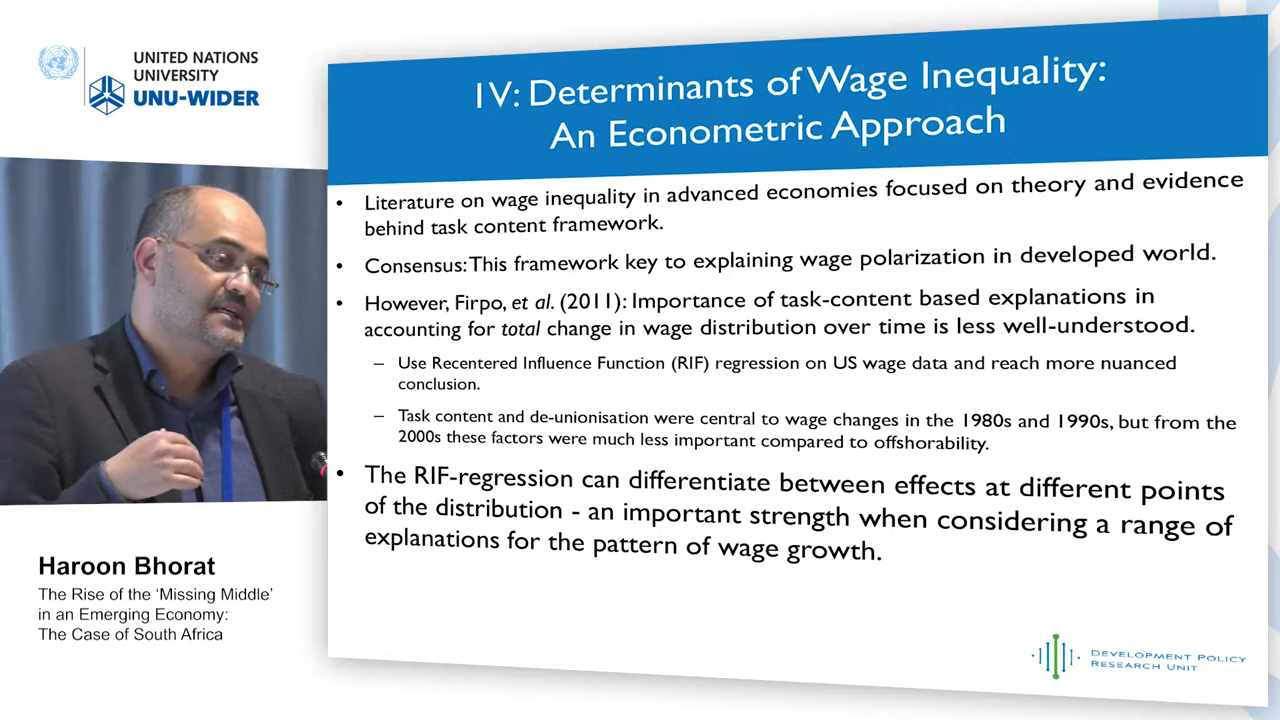 UNITED NATIONS
UNIVERSITY
UNU-WIDER
1V: Determinants of Wage Inequality:
An Econometric Approach
• Literature on wage inequality in advanced economies focused on theory and evidence
behind task content framework.
• Consensus: This framework key to explaining wage polarization in developed world.
• However, Firpo, et al. (2011): Importance of task-content based explanations in
accounting for total change in wage distribution over time is less well-understood.
– Use Recentered Influence Function (RIF) regression on US wage data and reach more nuanced
conclusion.
– Task content and de-unionisation were central to wage changes in the 1980s and 1990s, but from the
2000s these factors were much less important compared to offshorability.
• The RIF-regression can differentiate between effects at different points
of the distribution - an important strength when considering a range of
explanations for the pattern of wage growth.
Haroon Bhorat
The Rise of the ‘Missing Middle’
in an Emerging Economy:
The Case of South Africa
DEVELOPMENT POLICY
RESEARCH UNIT